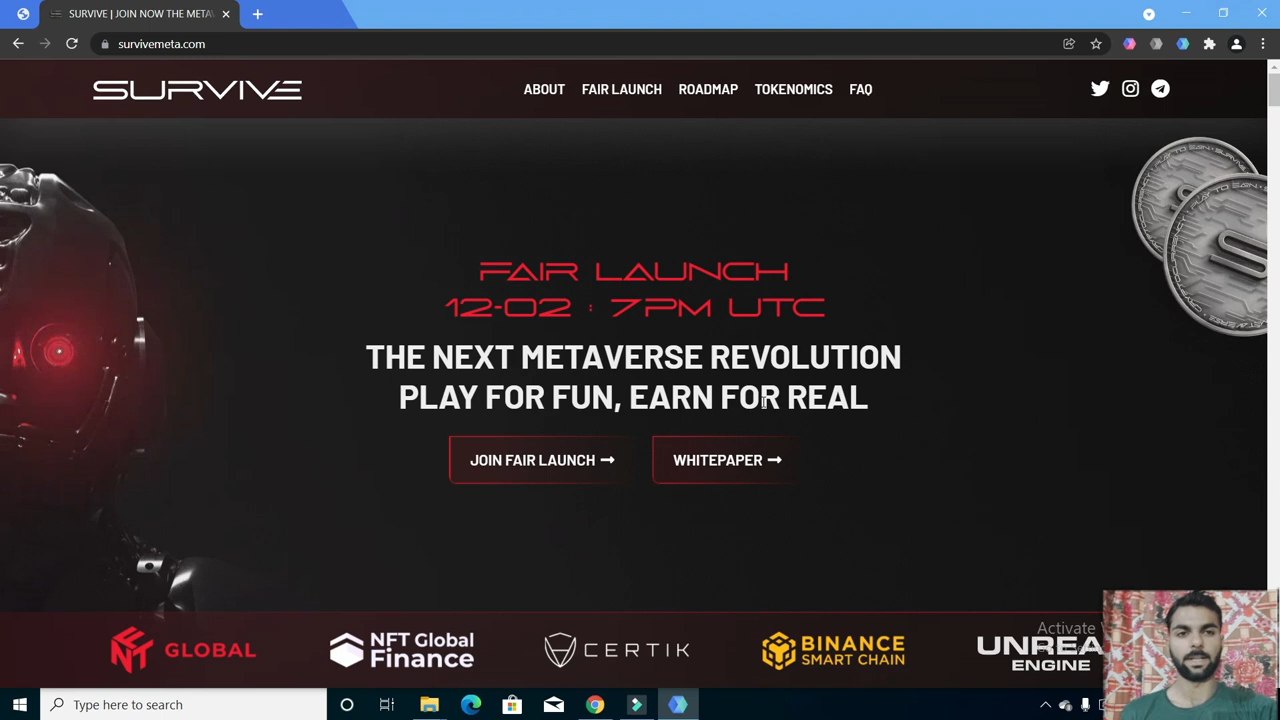 SURVIVE | JOIN NOW THE METAV
survivemeta.com
SURVIVE
ABOUT FAIR LAUNCH ROADMAP TOKENOMICS FAQ
FAIR LAUNCH
12-02 : 7PM UTC
THE NEXT METAVERSE REVOLUTION
PLAY FOR FUN, EARN FOR REAL
JOIN FAIR LAUNCH
WHITEPAPER
GLOBAL
NFT Global
Finance
CERTIK
BINANCE
SMART CHAIN
UNREA
ENGINE
Activate
Type here to search